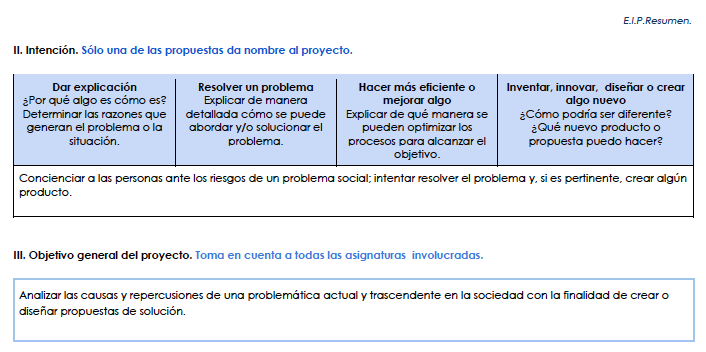 E.I.P.Resumen.
II. Intención. Sólo una de las propuestas da nombre al proyecto.
Dar explicación
¿Por qué algo es cómo es?
Determinar las razones que
generan el problema o la
situación.
Resolver un problema
Explicar de manera
detallada cómo se puede
abordar y/o solucionar el
problema.
Hacer más eficiente o
mejorar algo
Explicar de qué manera se
pueden optimizar los
procesos para alcanzar el
objetivo.
Inventar, innovar, diseñar o crear
algo nuevo
¿Cómo podría ser diferente?
¿Qué nuevo producto o
propuesta puedo hacer?
Concienciar a las personas ante los riesgos de un problema social; intentar resolver el problema y, si es pertinente, crear algún
producto.
III. Objetivo general del proyecto. Toma en cuenta a todas las asignaturas involucradas.
Analizar las causas y repercusiones de una problemática actual y trascendente en la sociedad con la finalidad de crear o
diseñar propuestas de solución.